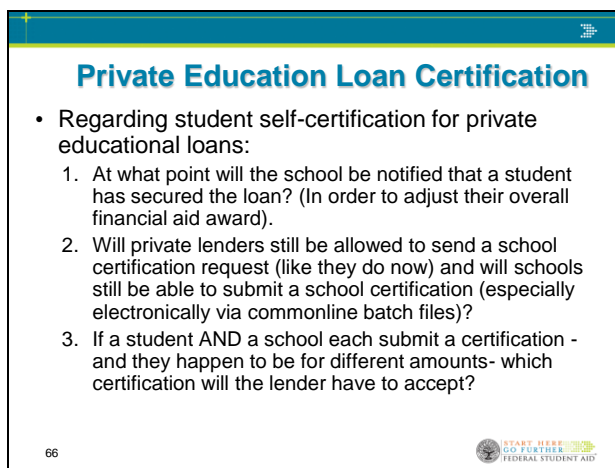 Private Education Loan Certification
• Regarding student self-certification for private
educational loans:
1. At what point will the school be notified that a student
has secured the loan? (In order to adjust their overall
financial aid award).
2. Will private lenders still be allowed to send a school
certification request (like they do now) and will schools
still be able to submit a school certification (especially
electronically via commonline batch files)?
3. If a student AND a school each submit a certification -
and they happen to be for different amounts- which
certification will the lender have to accept?
66
START HERE
GO FURTHER
FEDERAL STUDENT AID